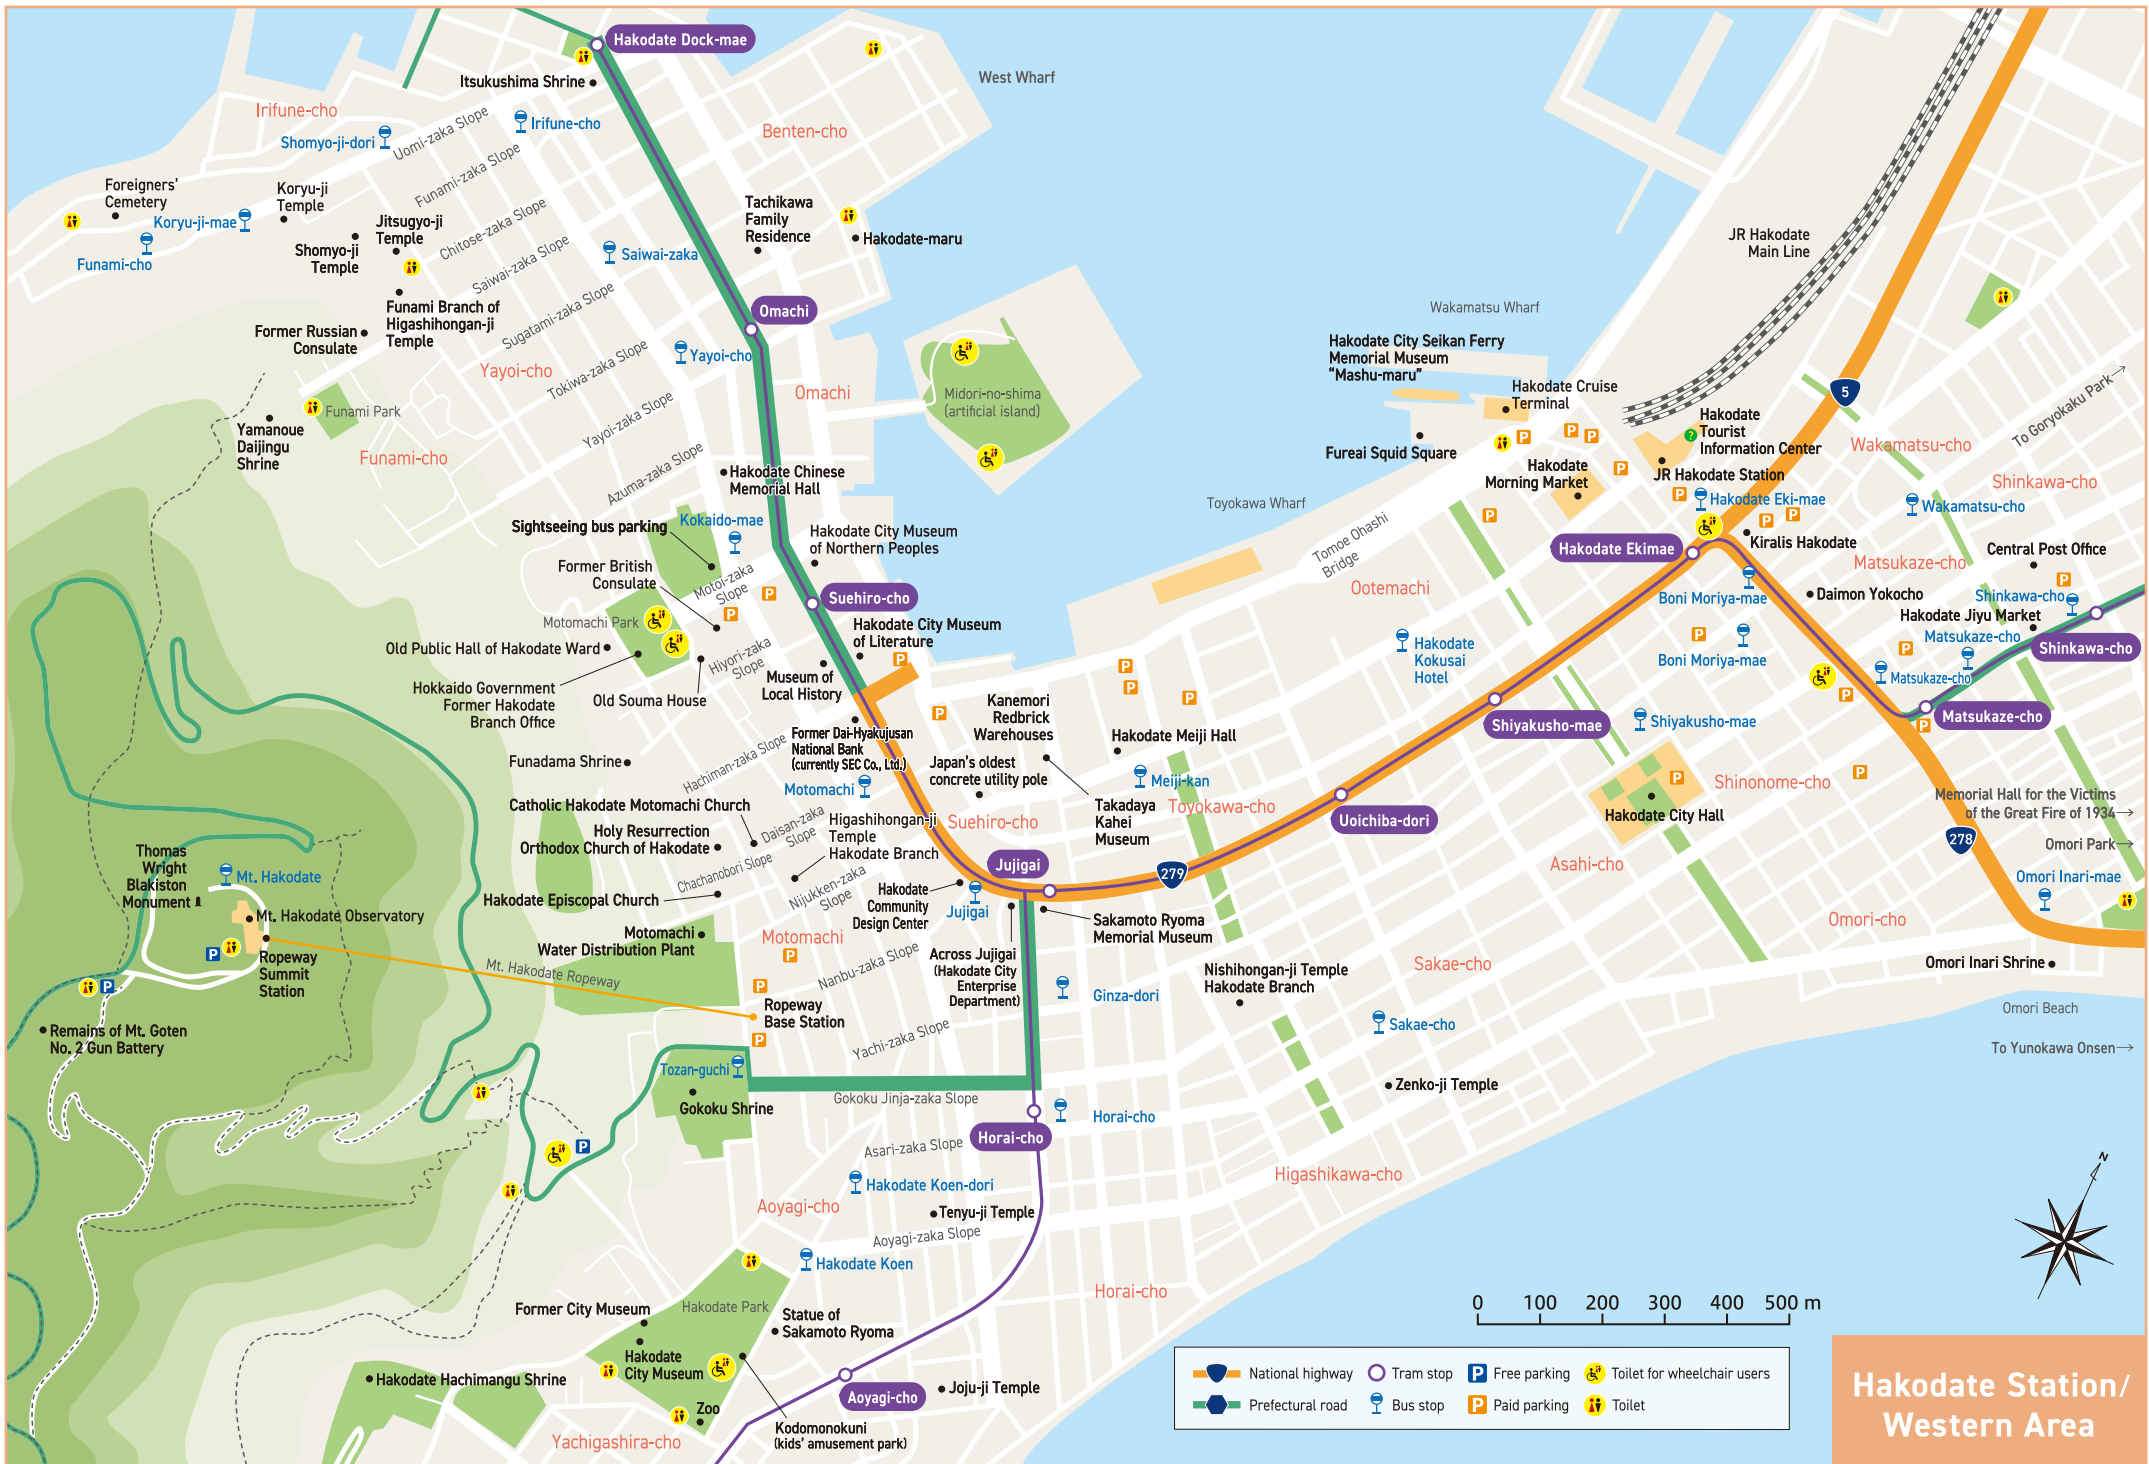 Hakodate Dock-mae
Itsukushima Shrine
West Wharf
Irifune-cho
Irifune-cho
Benten-cho
Shomyo-ji-dori
Uomi-zaka Slope
Funami-zaka Slope
Foreigners'
Cemetery
Koryu-ji
Temple
Koryu-ji-mae
Funami-cho
Jitsugyo-ji
Temple
Shomyo-ji
Temple
Chitose-zaka Slope
Saiwai-zaka Slope
Saiwai-zaka
Tachikawa
Family
Residence
Hakodate-maru
JR Hakodate
Main Line
Funami Branch of
Higashihongan-ji
Temple
Former Russian
Consulate
Sugatami-zaka Slope
Omachi
Yayoi-cho
Yayoi-cho
Tokiwa-zaka Slope
Omachi
Midori-no-shima
(artificial island)
Wakamatsu Wharf
Hakodate City Seikan Ferry
Memorial Museum
“Mashu-maru”
Hakodate Cruise
Terminal
5
To Goryokaku Park
Funami Park
Yamanoue
Daijingu
Shrine
Funami-cho
Yayoi-zaka Slope
Azuma-zaka Slope
Hakodate Chinese
Memorial Hall
Fureai Squid Square
Hakodate
Morning Market
Hakodate
Tourist
Information Center
JR Hakodate Station
Wakamatsu-cho
Shinkawa-cho
Hakodate Eki-mae
Wakamatsu-cho
Toyokawa Wharf
Sightseeing bus parking
Kokaido-mae
Hakodate City Museum
of Northern Peoples
Tomoe Ohashi
Bridge
Hakodate Ekimae
Kiralis Hakodate
Central Post Office
Matsukaze-cho
Former British
Consulate
Motoi-zaka
Slope
Suehiro-cho
Ootemachi
Boni Moriya-mae
Daimon Yokocho
Shinkawa-cho
Hakodate Jiyu Market
Motomachi Park
Hakodate City Museum
of Literature
Matsukaze-cho
Shinkawa-cho
Old Public Hall of Hakodate Ward
Hiyori-zaka
Slope
Hakodate
Kokusai
Hotel
Boni Moriya-mae
Matsukaze-cho
Museum of
Local History
Hokkaido Government
Former Hakodate
Branch Office
Old Souma House
Kanemori
Redbrick
Warehouses
Shiyakusho-mae
Shiyakusho-mae
Matsukaze-cho
Former Dai-Hyakujusan
National Bank
(currently SEC Co., Ltd.)
Hachiman-zaka Slope
Hakodate Meiji Hall
Funadama Shrine
Japan's oldest
concrete utility pole
Meiji-kan
Shinonome-cho
Motomachi
Memorial Hall for the Victims
of the Great Fire of 1934
Catholic Hakodate Motomachi Church
Daisan-zaka
Slope
Higashihongan-ji
Temple
Hakodate Branch
Suehiro-cho
Takadaya
Kahei
Museum
Toyokawa-cho
Uoichiba-dori
Hakodate City Hall
278
Omori Park
Holy Resurrection
Orthodox Church of Hakodate
Thomas
Wright
Blakiston
Monument
Mt. Hakodate
Chachanobori Slope
Jujigai
279
Asahi-cho
Omori Inari-mae
Hakodate Episcopal Church
Nijukken-zaka
Slope
Hakodate
Community
Design Center
Jujigai
Mt. Hakodate Observatory
Motomachi
Water Distribution Plant
Motomachi
Sakamoto Ryoma
Memorial Museum
Omori-cho
Ropeway
Summit
Station
Mt. Hakodate Ropeway
Nanbu-zaka Slope
Across Jujigai
(Hakodate City
Enterprise
Department)
Nishihongan-ji Temple
Hakodate Branch
Sakae-cho
Omori Inari Shrine
Ginza-dori
Ropeway
Base Station
Sakae-cho
Omori Beach
Remains of Mt. Goten
No. 2 Gun Battery
Yachi-zaka Slope
To Yunokawa Onsen
Tozan-guchi
Gokoku Shrine
Gokoku Jinja-zaka Slope
Zenko-ji Temple
Horai-cho
Horai-cho
Asari-zaka Slope
Hakodate Koen-dori
Higashikawa-cho
N
Aoyagi-cho
Tenyu-ji Temple
Aoyagi-zaka Slope
Hakodate Koen
Horai-cho
Former City Museum
Hakodate Park
Statue of
Sakamoto Ryoma
0 100 200 300 400 500 m
Hakodate
City Museum
Hakodate Hachimangu Shrine
Aoyagi-cho
Joju-ji Temple
Zoo
Kodomonokuni
(kids' amusement park)
Yachigashira-cho
National highway
Tram stop
P Free parking
Toilet for wheelchair users
Prefectural road
Bus stop
P Paid parking
Toilet
Hakodate Station/
Western Area